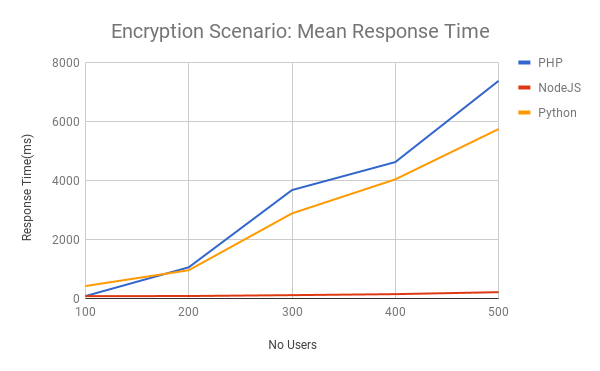 Encryption Scenario: Mean Response Time
8000
6000
4000
2000
0
Response Time(ms)
100 200 300 400 500
No Users
PHP
NodeJS
Python